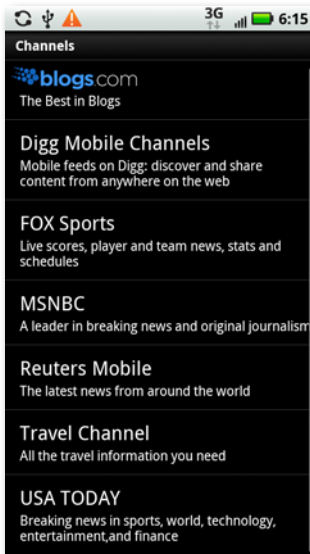 3G 6:15
Channels
blogs.com
The Best in Blogs
Digg Mobile Channels
Mobile feeds on Digg: discover and share
content from anywhere on the web
FOX Sports
Live scores, player and team news, stats and
schedules
MSNBC
A leader in breaking news and original journalism
Reuters Mobile
The latest news from around the world
Travel Channel
All the travel information you need
USA TODAY
Breaking news in sports, world, technology,
entertainment,and finance